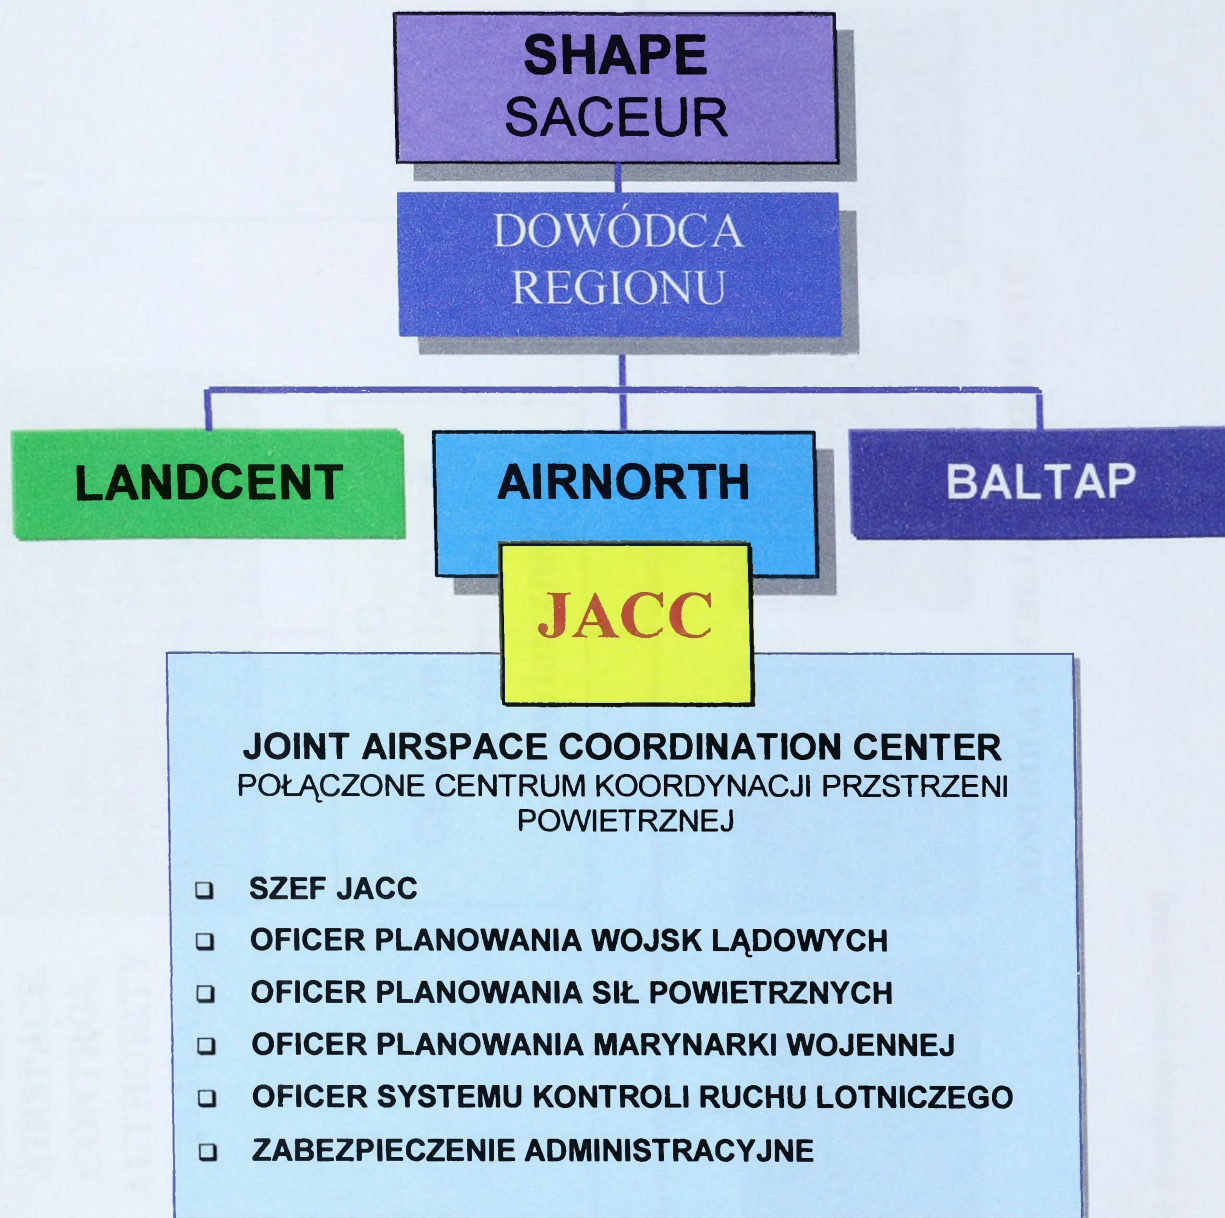 SHAPE
SACEUR
DOWÓDCA
REGIONU
LANDCENT
AIRNORTH
BALTAP
JACC
JOINT AIRSPACE COORDINATION CENTER
POŁĄCZONE CENTRUM KOORDYNACJI PRZSTRZENI
POWIETRZNEJ
❑ SZEF JACC
❑ OFICER PLANOWANIA WOJSK LĄDOWYCH
❑ OFICER PLANOWANIA SIŁ POWIETRZNYCH
❑ OFICER PLANOWANIA MARYNARKI WOJENNEJ
❑ OFICER SYSTEMU KONTROLI RUCHU LOTNICZEGO
❑ ZABEZPIECZENIE ADMINISTRACYJNE